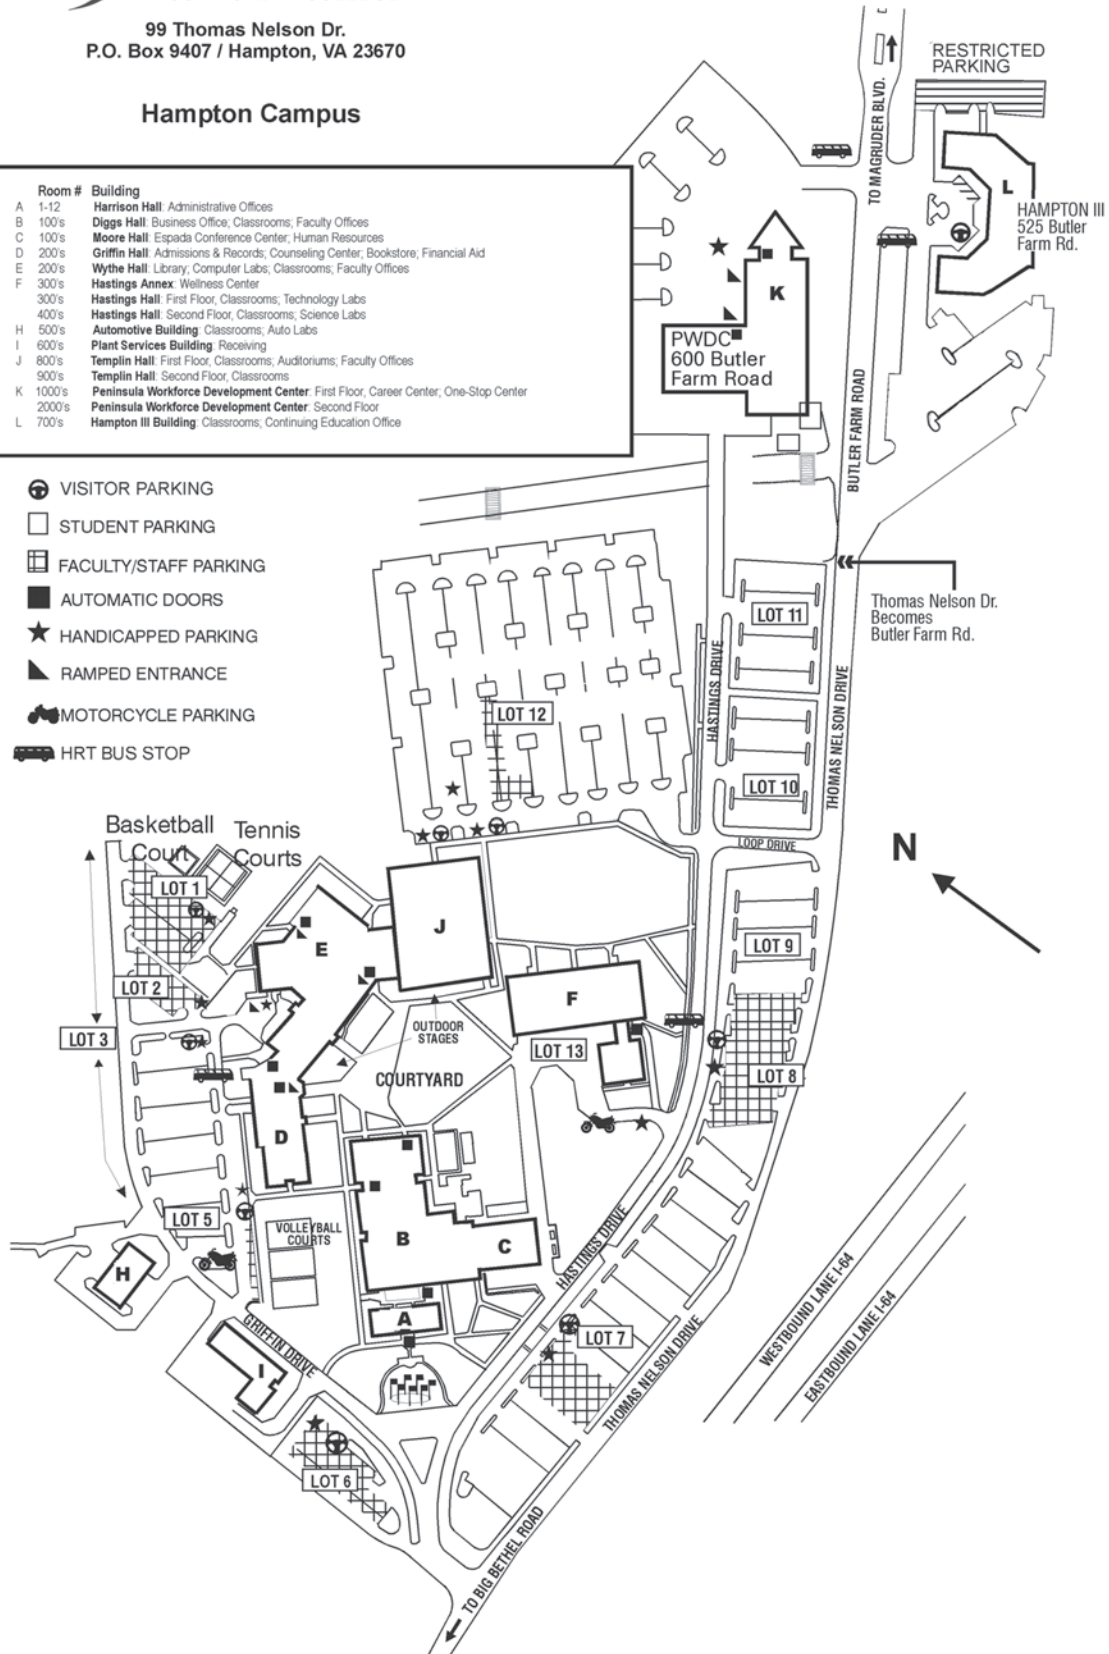 99 Thomas Nelson Dr.
P.O. Box 9407 / Hampton, VA 23670
Hampton Campus
Room # Building
A 1-12 Harrison Hall: Administrative Offices
B 100's Diggs Hall: Business Office; Classrooms; Faculty Offices
C 100's Moore Hall: Espada Conference Center; Human Resources
D 200's Griffin Hall: Admissions & Records; Counseling Center; Bookstore; Financial Aid
E 200's Wythe Hall: Library; Computer Labs; Classrooms; Faculty Offices
F 300's Hastings Annex: Wellness Center
300's Hastings Hall: First Floor, Classrooms; Technology Labs
400's Hastings Hall: Second Floor, Classrooms; Science Labs
H 500's Automotive Building: Classrooms; Auto Labs
I 600's Plant Services Building: Receiving
J 800's Templin Hall: First Floor, Classrooms; Auditoriums; Faculty Offices
900's Templin Hall: Second Floor, Classrooms
K 1000's Peninsula Workforce Development Center: First Floor, Career Center; One-Stop Center
2000's Peninsula Workforce Development Center: Second Floor
L 700's Hampton III Building: Classrooms; Continuing Education Office
VISITOR PARKING
STUDENT PARKING
FACULTY/STAFF PARKING
AUTOMATIC DOORS
HANDICAPPED PARKING
RAMPED ENTRANCE
MOTORCYCLE PARKING
HRT BUS STOP
RESTRICTED
PARKING
TO MAGRUDER BLVD.
L
HAMPTON III
525 Butler
Farm Rd.
K
PWDC
600 Butler
Farm Road
BUTLER FARM ROAD
Thomas Nelson Dr.
Becomes
Butler Farm Rd.
LOT 11
HASTINGS DRIVE
THOMAS NELSON DRIVE
LOT 12
LOT 10
LOOP DRIVE
N
Basketball
Court
Tennis
Courts
LOT 1
LOT 2
LOT 3
E
J
LOT 9
F
OUTDOOR
STAGES
LOT 13
COURTYARD
LOT 8
D
LOT 5
VOLLEYBALL
COURTS
B
C
H
HASTINGS DRIVE
WESTBOUND LANE I-64
EASTBOUND LANE I-64
A
GRIFFIN DRIVE
I
LOT 7
THOMAS NELSON DRIVE
LOT 6
TO BIG BETHEL ROAD